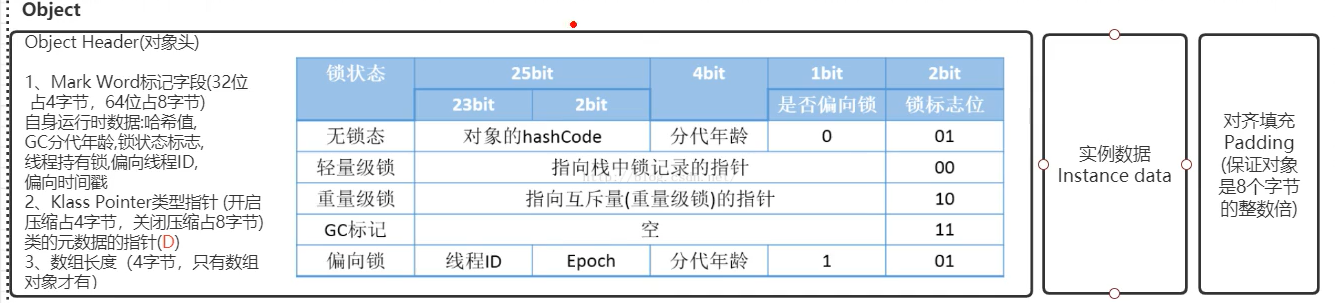 Object
Object Header(对象头)
1、Mark Word标记字段(32位
占4字节，64位占8字节)
自身运行时数据:哈希值,
GC分代年龄,锁状态标志,
线程持有锁,偏向线程ID,
偏向时间戳
2、Klass Pointer类型指针 (开启
压缩占4字节，关闭压缩占8字节)
类的元数据的指针(D)
3、数组长度（4字节，只有数组
对象才有）
锁状态 25bit 4bit 1bit 2bit
23bit 2bit 是否偏向锁 锁标志位
无锁态 对象的hashCode 分代年龄 0 01
轻量级锁 指向栈中锁记录的指针 00
重量级锁 指向互斥量(重量级锁)的指针 10
GC标记 空 11
偏向锁 线程ID Epoch 分代年龄 1 01
实例数据
Instance data
对齐填充
Padding
(保证对象
是8个字节
的整数倍)